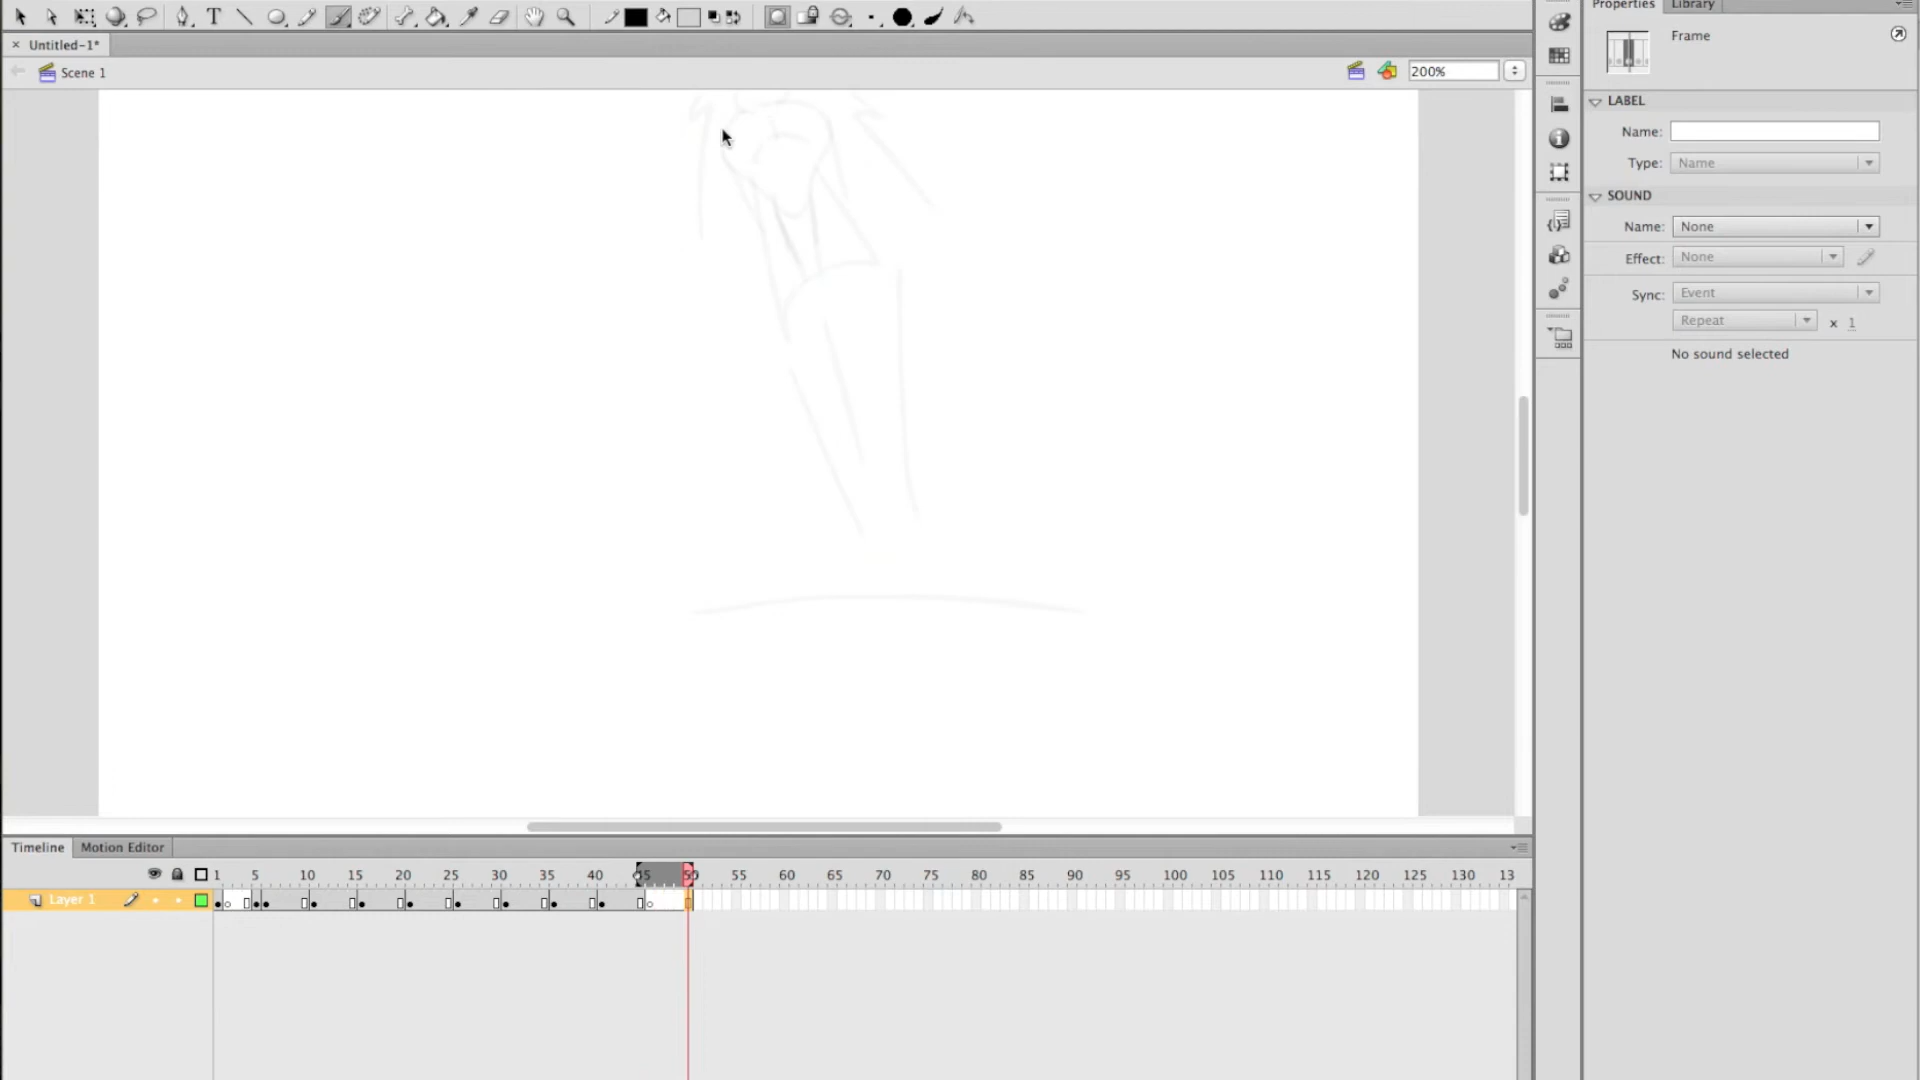 Properties
Library
Untitled-1*
Scene 1
200%
Frame
LABEL
Name:
Type:
Name
SOUND
Name:
None
Effect:
None
Sync:
Event
Repeat
x 1
No sound selected
Timeline
Motion Editor
1 5 10 15 20 25 30 35 40 45 50 55 60 65 70 75 80 85 90 95 100 105 110 115 120 125 130 13
Layer 1